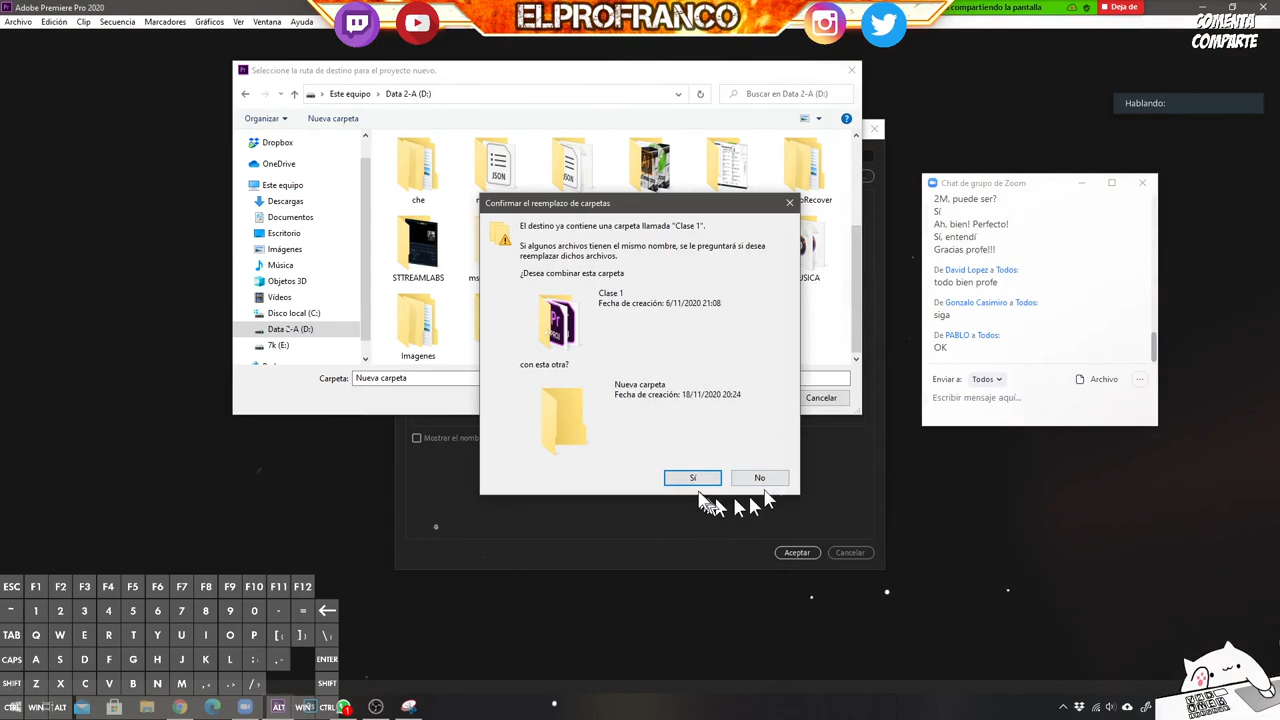 Adobe Premiere Pro 2020
ELPROFRANCO
compartiendo la pantalla
Deja de
Archivo Edición Clip Secuencia Marcadores Gráficos Ver Ventana Ayuda
COMENTA
COMPARTE
Seleccione la ruta de destino para el proyecto nuevo.
Este equipo > Data 2-A (D:)
Buscar en Data 2-A (D:)
Organizar Nueva carpeta
Dropbox
OneDrive
Este equipo
Descargas
Documentos
Escritorio
Imágenes
Música
Objetos 3D
Vídeos
Disco local (C:)
Data 2-A (D:)
7k (E:)
JSON
JSON
che
STTREAMLABS
Imagenes
Carpeta: Nueva carpeta
Cancelar
Mostrar el nomb
Aceptar Cancelar
Confirmar el reemplazo de carpetas
El destino ya contiene una carpeta llamada "Clase 1".
Si algunos archivos tienen el mismo nombre, se le preguntará si desea
reemplazar dichos archivos.
¿Desea combinar esta carpeta
Clase 1
Fecha de creación: 6/11/2020 21:08
con esta otra?
Nueva carpeta
Fecha de creación: 18/11/2020 20:24
Sí No
Hablando:
Chat de grupo de Zoom
2M, puede ser?
Sí
Ah, bien! Perfecto!
Sí, entendí
Gracias profe!!!
De David Lopez a Todos:
todo bien profe
De Gonzalo Casimiro a Todos:
siga
De PABLO a Todos:
OK
Enviar a: Todos Archivo ...
Escribir mensaje aquí...
ESC F1 F2 F3 F4 F5 F6 F7 F8 F9 F10 F11 F12
~ 1 2 3 4 5 6 7 8 9 0 - =
TAB Q W E R T Y U I O P [{ ]} \|
CAPS A S D F G H J K L ;: ENTER
SHIFT Z X C V B N M ,< .> /? SHIFT
CTRL WIN ALT ALT WIN CTRL